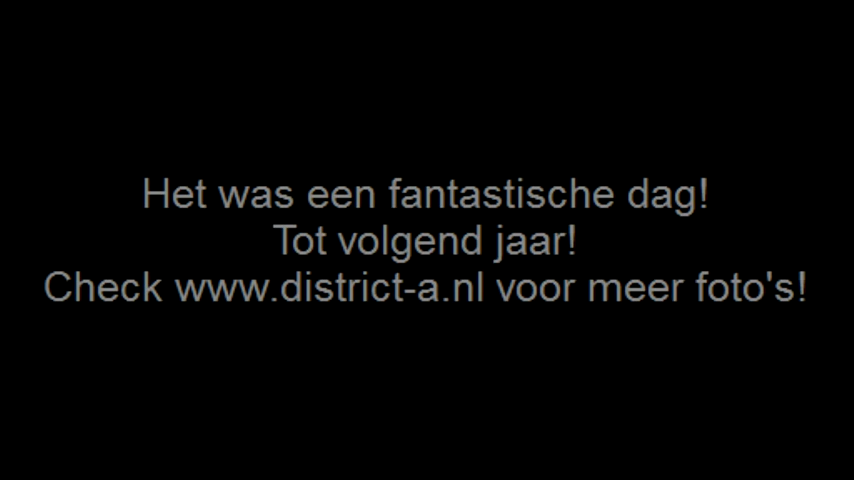 Het was een fantastische dag!
Tot volgend jaar!
Check www.district-a.nl voor meer foto's!